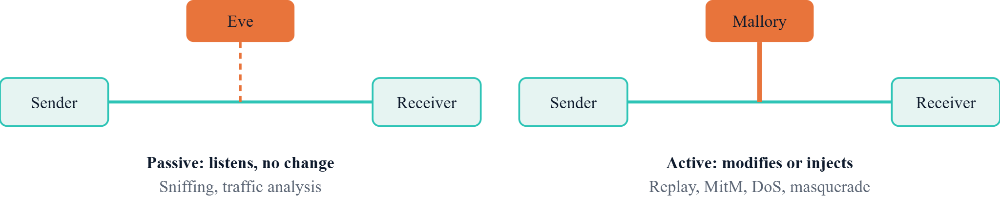 Eve
Sender
Receiver
Passive: listens, no change
Sniffing, traffic analysis
Mallory
Sender
Receiver
Active: modifies or injects
Replay, MitM, DoS, masquerade